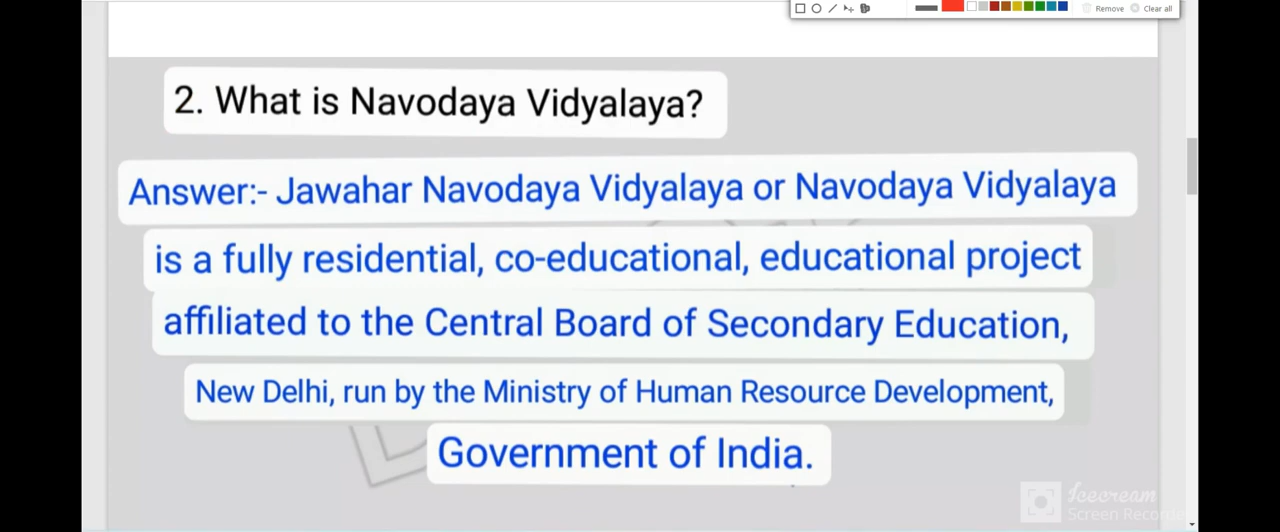 Remove Clear all
2. What is Navodaya Vidyalaya?
Answer:- Jawahar Navodaya Vidyalaya or Navodaya Vidyalaya
is a fully residential, co-educational, educational project
affiliated to the Central Board of Secondary Education,
New Delhi, run by the Ministry of Human Resource Development,
Government of India.
Icecream
Screen Recorder